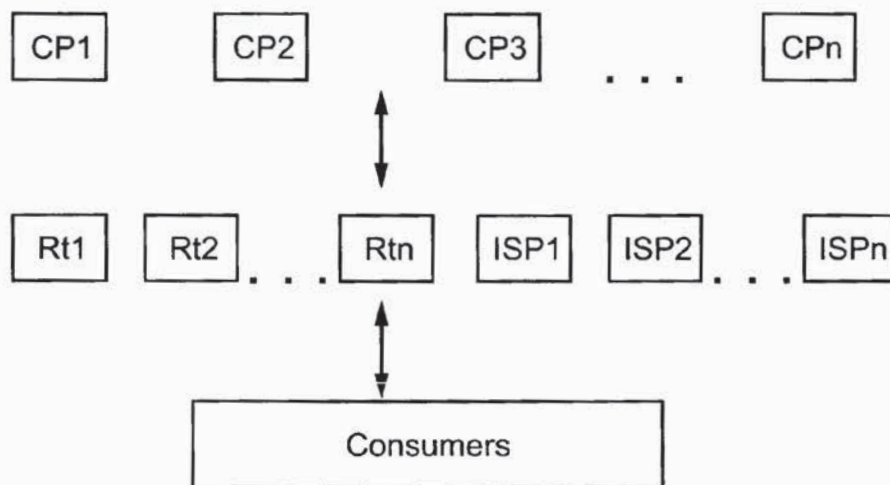 CP1 CP2 CP3 . . . CPn
Rt1 Rt2 . . . Rtn ISP1 ISP2 . . . ISPn
Consumers